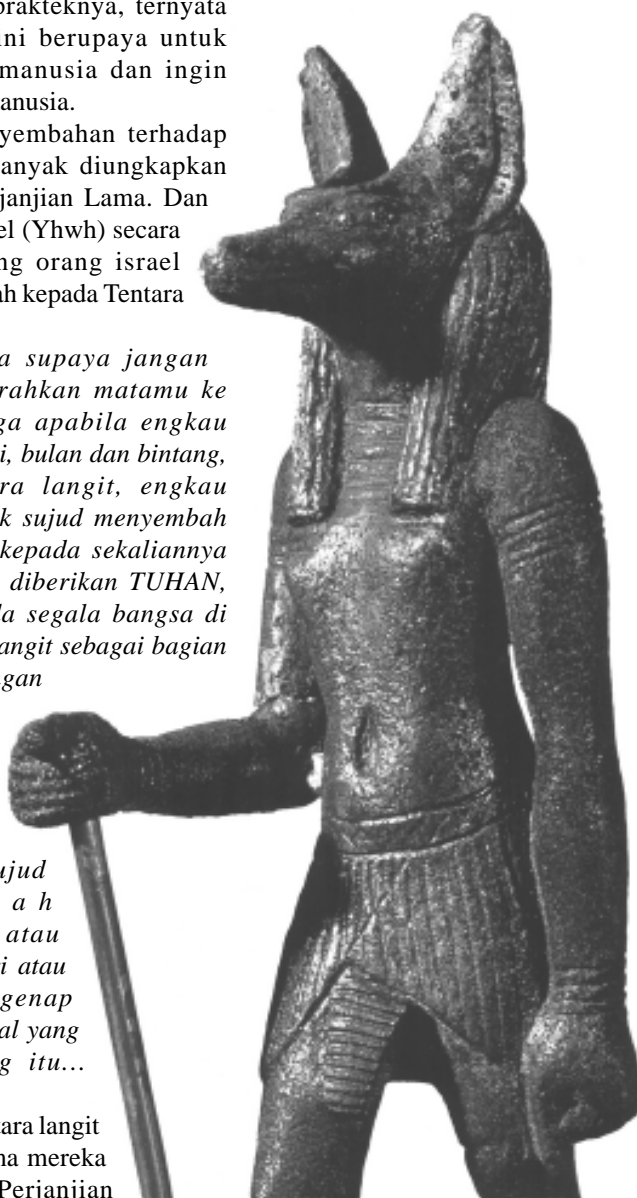 prakteknya, ternyata
ini berupaya untuk
manusia dan ingin
anusia.
yembahan terhadap
anyak diungkapkan
janjian Lama. Dan
el (Yhwh) secara
ng orang israel
ah kepada Tentara
a supaya jangan
rahkan matamu ke
ga apabila engkau
i, bulan dan bintang,
ra langit, engkau
k sujud menyembah
kepada sekaliannya
diberikan TUHAN,
da segala bangsa di
angit sebagai bagian
ngan
ujud
a h
atau
i atau
genap
al yang
g itu...
tara langit
na mereka
Perjanjian